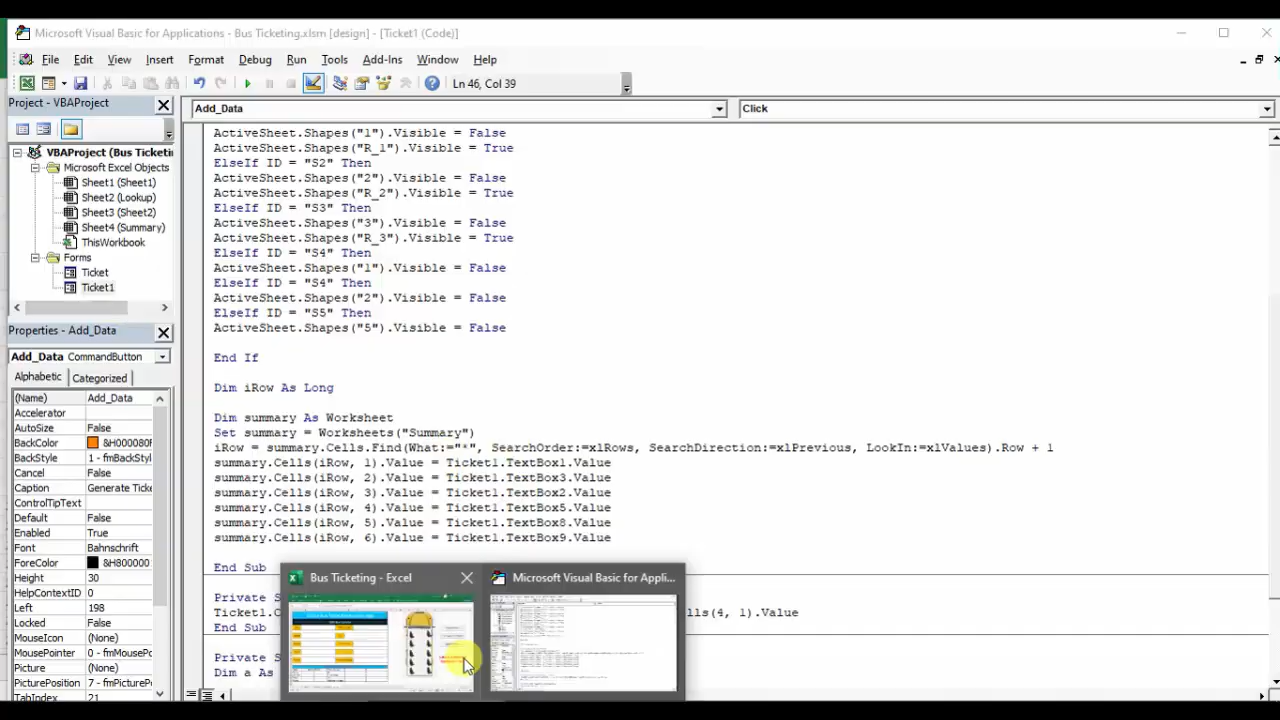 Microsoft Visual Basic for Applications - Bus Ticketing.xlsm [design] - [Ticket1 (Code)]
File Edit View Insert Format Debug Run Tools Add-Ins Window Help
Ln 46, Col 39
Project - VBAProject
Add_Data
Click
VBAProject (Bus Ticketi
Microsoft Excel Objects
Sheet1 (Sheet1)
Sheet2 (Lookup)
Sheet3 (Sheet2)
Sheet4 (Summary)
ThisWorkbook
Forms
Ticket
Ticket1
Properties - Add_Data
Add_Data CommandButton
Alphabetic Categorized
(Name) Add_Data
Accelerator
AutoSize False
BackColor &H000080F
BackStyle 1 - fmBackStyl
Cancel False
Caption Generate Ticke
ControlTipText
Default False
Enabled True
Font Bahnschrift
ForeColor &H800000
Height 30
HelpContextID 0
Left 198
Locked False
MouseIcon (None)
MousePointer 0 - fmMousePo
Picture (None)
PicturePosition 7 - fmPicturePo
TabIndex 21
ActiveSheet.Shapes("1").Visible = False
ActiveSheet.Shapes("R_1").Visible = True
ElseIf ID = "S2" Then
ActiveSheet.Shapes("2").Visible = False
ActiveSheet.Shapes("R_2").Visible = True
ElseIf ID = "S3" Then
ActiveSheet.Shapes("3").Visible = False
ActiveSheet.Shapes("R_3").Visible = True
ElseIf ID = "S4" Then
ActiveSheet.Shapes("1").Visible = False
ElseIf ID = "S4" Then
ActiveSheet.Shapes("2").Visible = False
ElseIf ID = "S5" Then
ActiveSheet.Shapes("5").Visible = False
End If
Dim iRow As Long
Dim summary As Worksheet
Set summary = Worksheets("Summary")
iRow = summary.Cells.Find(What:="*", SearchOrder:=xlRows, SearchDirection:=xlPrevious, LookIn:=xlValues).Row + 1
summary.Cells(iRow, 1).Value = Ticket1.TextBox1.Value
summary.Cells(iRow, 2).Value = Ticket1.TextBox3.Value
summary.Cells(iRow, 3).Value = Ticket1.TextBox2.Value
summary.Cells(iRow, 4).Value = Ticket1.TextBox5.Value
summary.Cells(iRow, 5).Value = Ticket1.TextBox8.Value
summary.Cells(iRow, 6).Value = Ticket1.TextBox9.Value
End Sub
Private S
Ticket1. lls(4, 1).Value
End Sub
Private S
Dim a As
Bus Ticketing - Excel
Microsoft Visual Basic for Appli...